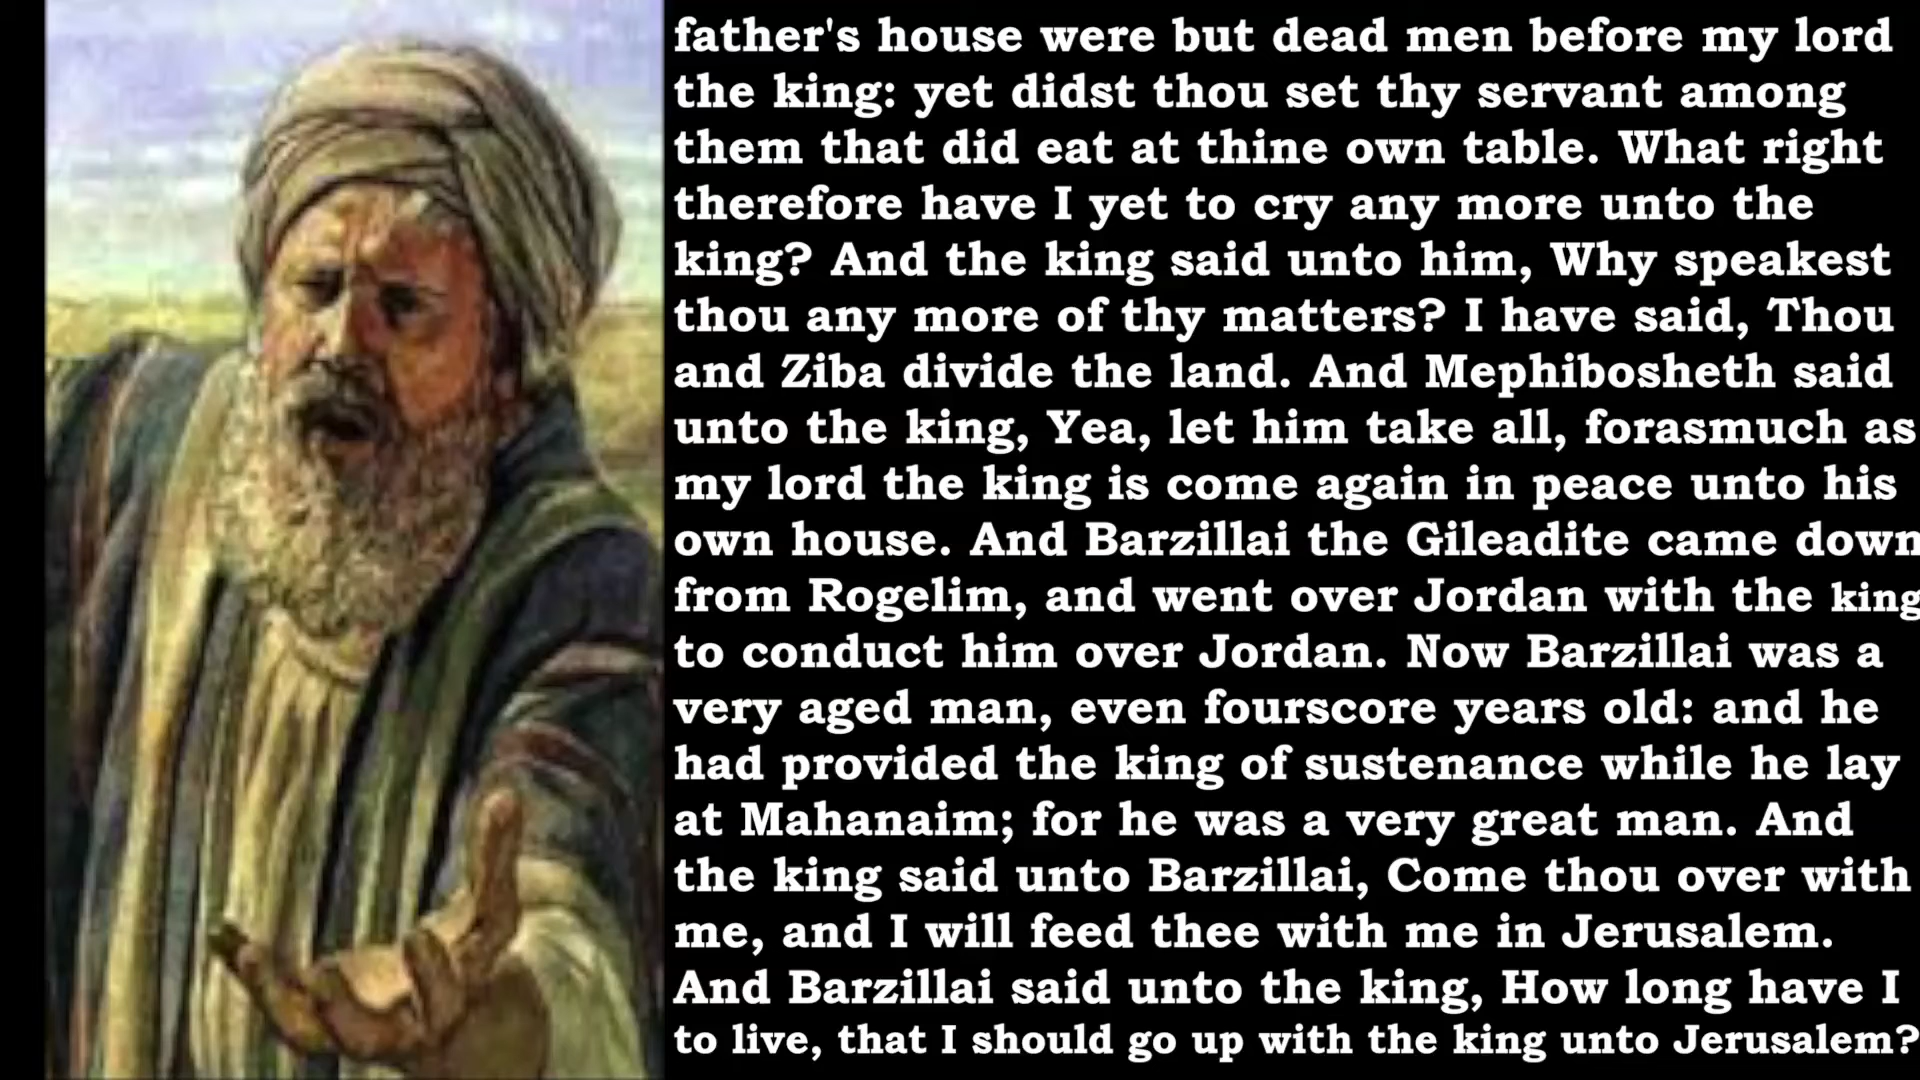 father's house were but dead men before my lord
the king: yet didst thou set thy servant among
them that did eat at thine own table. What right
therefore have I yet to cry any more unto the
king? And the king said unto him, Why speakest
thou any more of thy matters? I have said, Thou
and Ziba divide the land. And Mephibosheth said
unto the king, Yea, let him take all, forasmuch as
my lord the king is come again in peace unto his
own house. And Barzillai the Gileadite came down
from Rogelim, and went over Jordan with the king
to conduct him over Jordan. Now Barzillai was a
very aged man, even fourscore years old: and he
had provided the king of sustenance while he lay
at Mahanaim; for he was a very great man. And
the king said unto Barzillai, Come thou over with
me, and I will feed thee with me in Jerusalem.
And Barzillai said unto the king, How long have I
to live, that I should go up with the king unto Jerusalem?